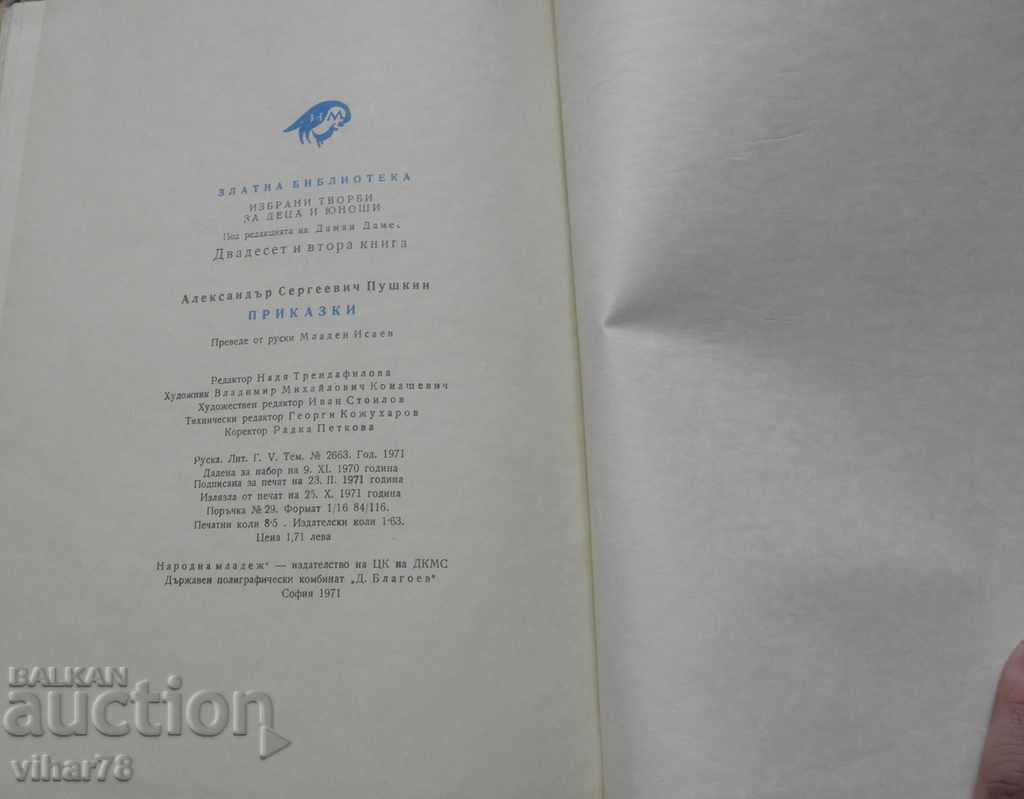 НМ
ЗЛАТНА БИБЛИОТЕКА
ИЗБРАНИ ТВОРБИ
ЗА ДЕЦА И ЮНОШИ
Под редакцията на Дамян Даме.
Двадесет и втора книга
Александър Сергеевич Пушкин
ПРИКАЗКИ
Преведе от руски Младен Исаев
Редактор Надя Трендафилова
Художник Владимир Михайлович Конашевич
Художествен редактор Иван Стоилов
Технически редактор Георги Кожухаров
Коректор Радка Петкова
Руска. Лит. Г. V. Тем. № 2663. Год. 1971
Дадена за набор на 9. XI. 1970 година
Подписана за печат на 23. II. 1971 година
Излязла от печат на 25. X. 1971 година
Поръчка № 29. Формат 1/16 84/116.
Печатни коли 8·5 . Издателски коли 1·63.
Цена 1,71 лева
Народна младеж" — издателство на ЦК на ДКМС
Държавен полиграфически комбинат „Д. Благоев"
София 1971
BALKAN
auction
vihar78